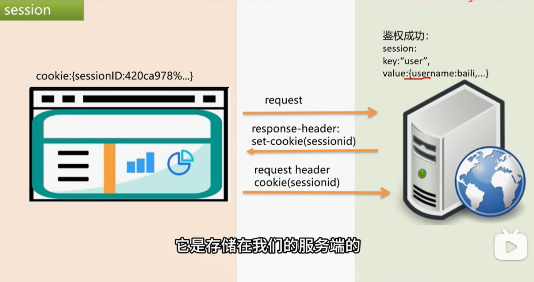 session
鉴权成功：
session:
key:"user",
value:{username:baili,...}
cookie:{sessionID:420ca978%...}
request
response-header:
set-cookie(sessionid)
request header
cookie(sessionid)
它是存储在我们的服务端的